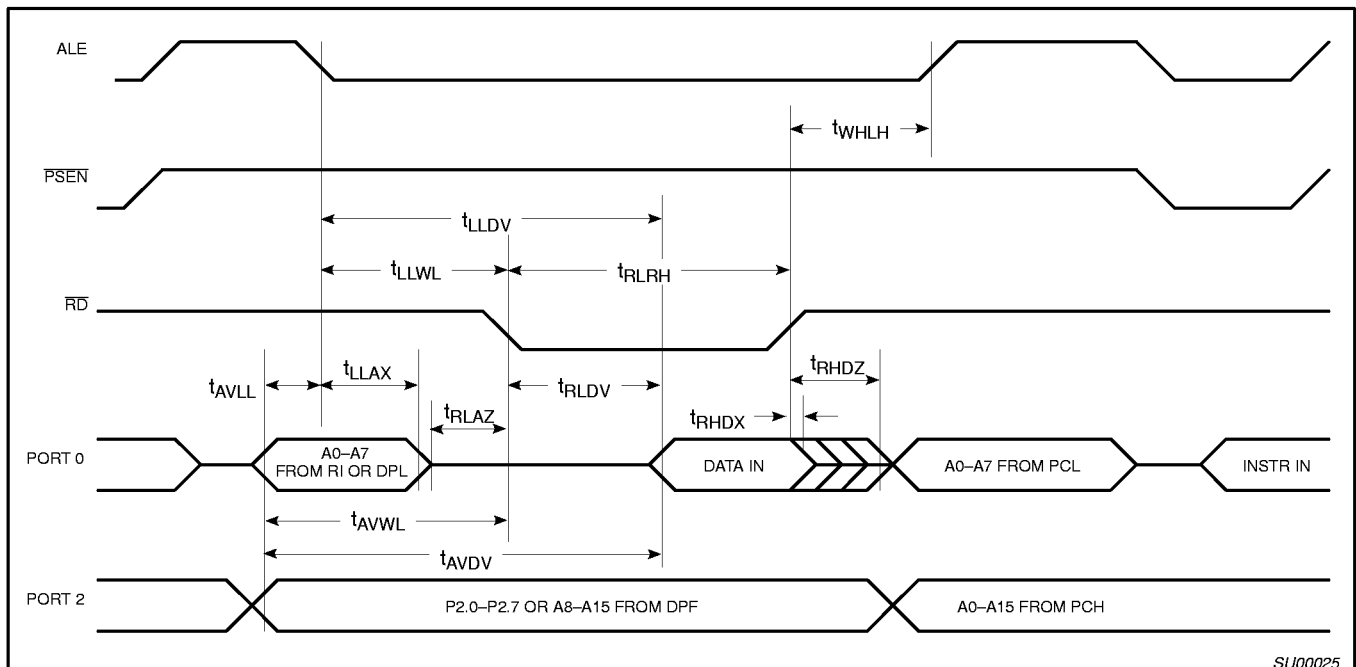 ALE
tWHLH
PSEN
tLLDV
tLLWL
tRLRH
RD
tAVLL
tLLAX
tRLDV
tRHDZ
tRLAZ
tRHDX
PORT 0
A0–A7
FROM RI OR DPL
DATA IN
A0–A7 FROM PCL
INSTR IN
tAVWL
tAVDV
PORT 2
P2.0–P2.7 OR A8–A15 FROM DPF
A0–A15 FROM PCH
SU00025